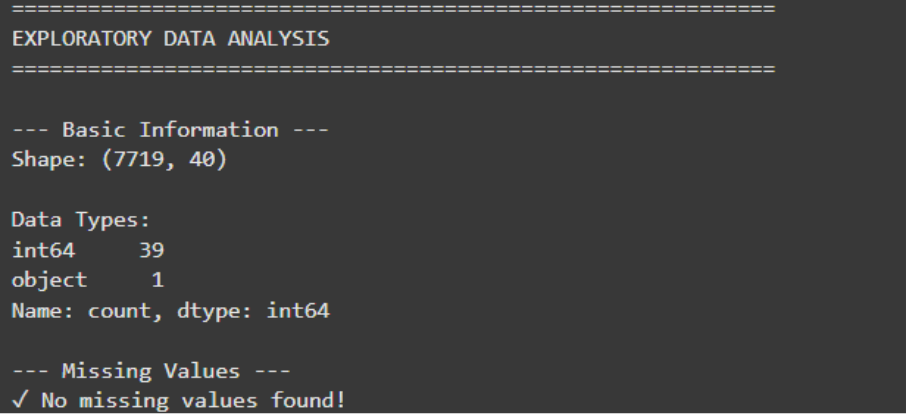 ============================================================
EXPLORATORY DATA ANALYSIS
============================================================
--- Basic Information ---
Shape: (7719, 40)
Data Types:
int64     39
object     1
Name: count, dtype: int64
--- Missing Values ---
✓ No missing values found!